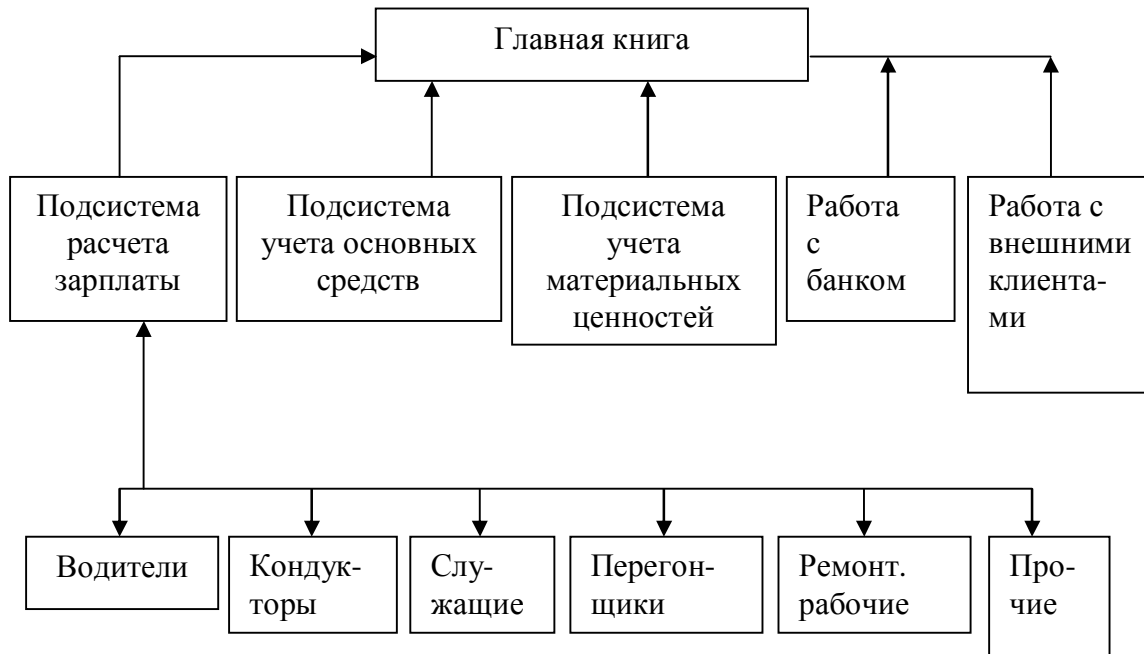 Главная книга
Подсистема
расчета
зарплаты
Подсистема
учета основных
средств
Подсистема
учета
материальных
ценностей
Работа
с
банком
Работа с
внешними
клиента-
ми
Водители
Кондук-
торы
Слу-
жащие
Перегон-
щики
Ремонт.
рабочие
Про-
чие